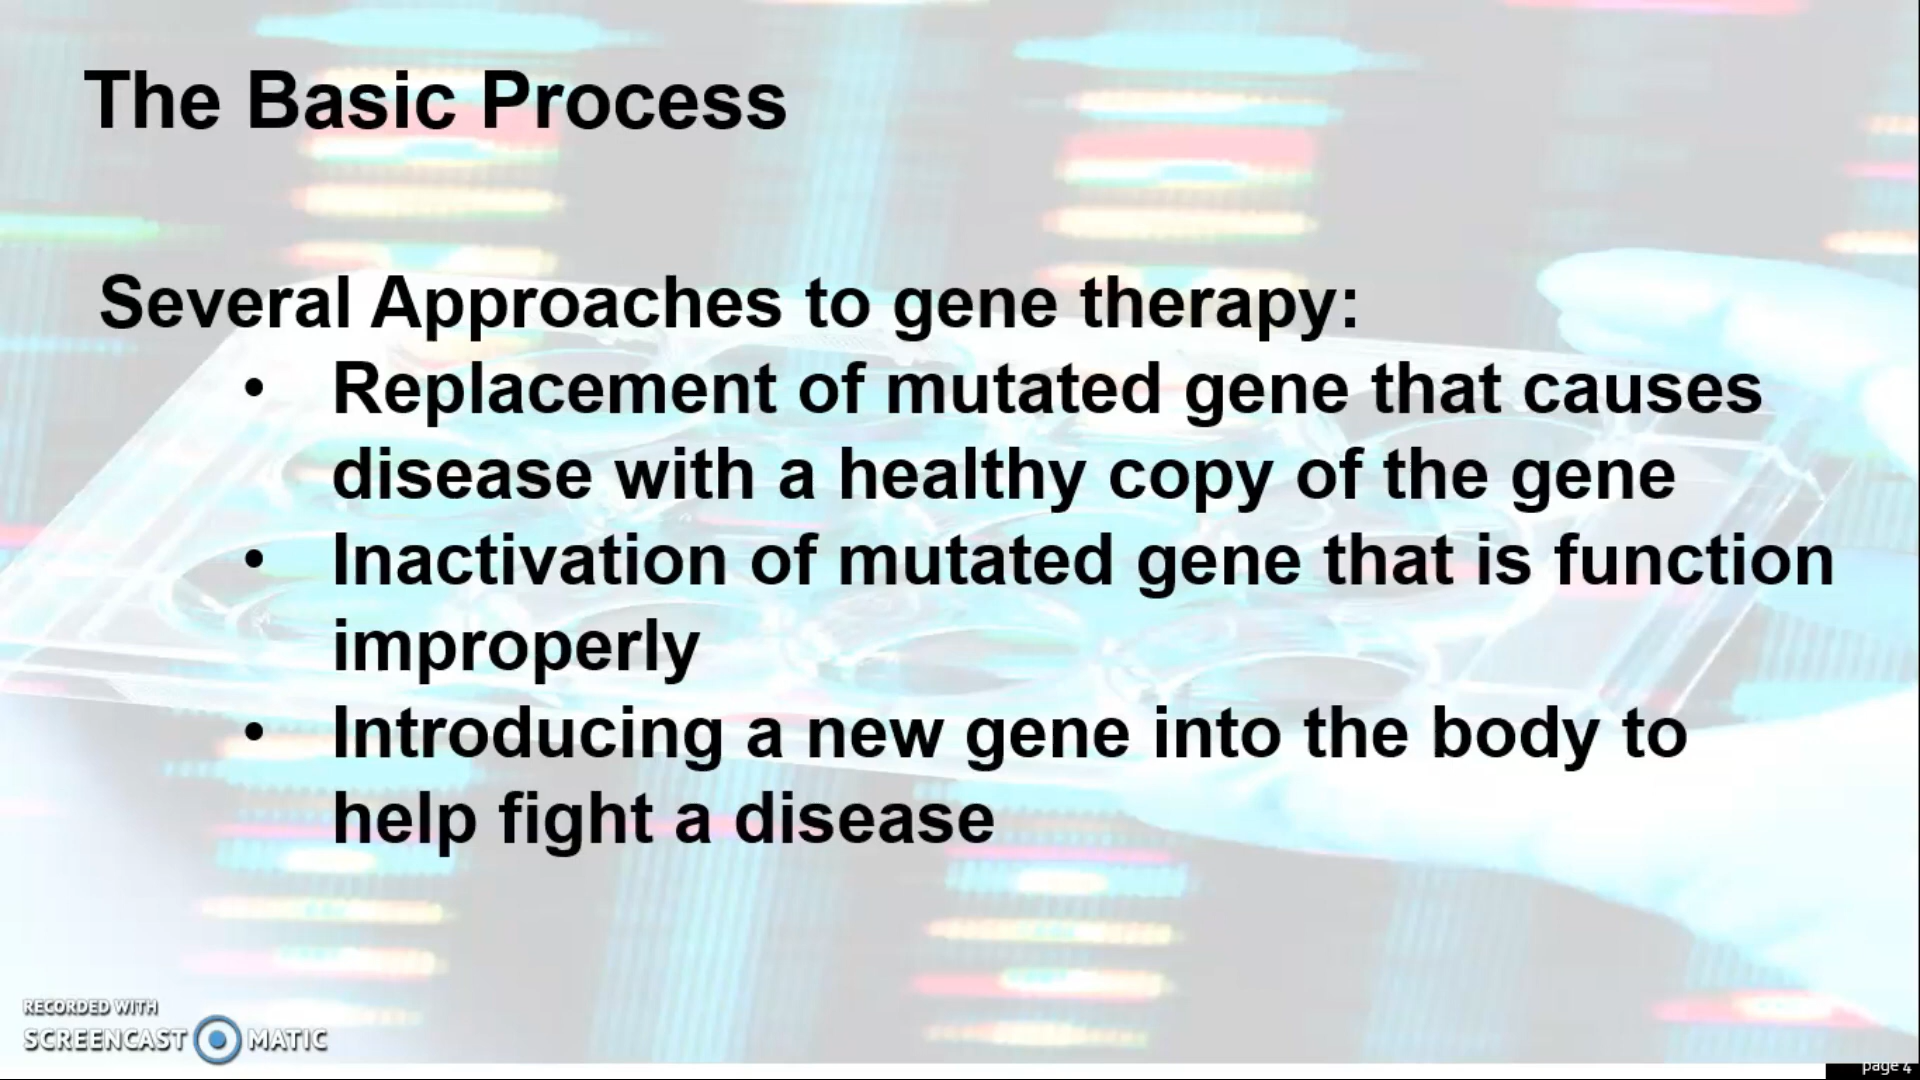 The Basic Process
Several Approaches to gene therapy:
• Replacement of mutated gene that causes
disease with a healthy copy of the gene
• Inactivation of mutated gene that is function
improperly
• Introducing a new gene into the body to
help fight a disease
RECORDED WITH
SCREENCAST MATIC
page 4